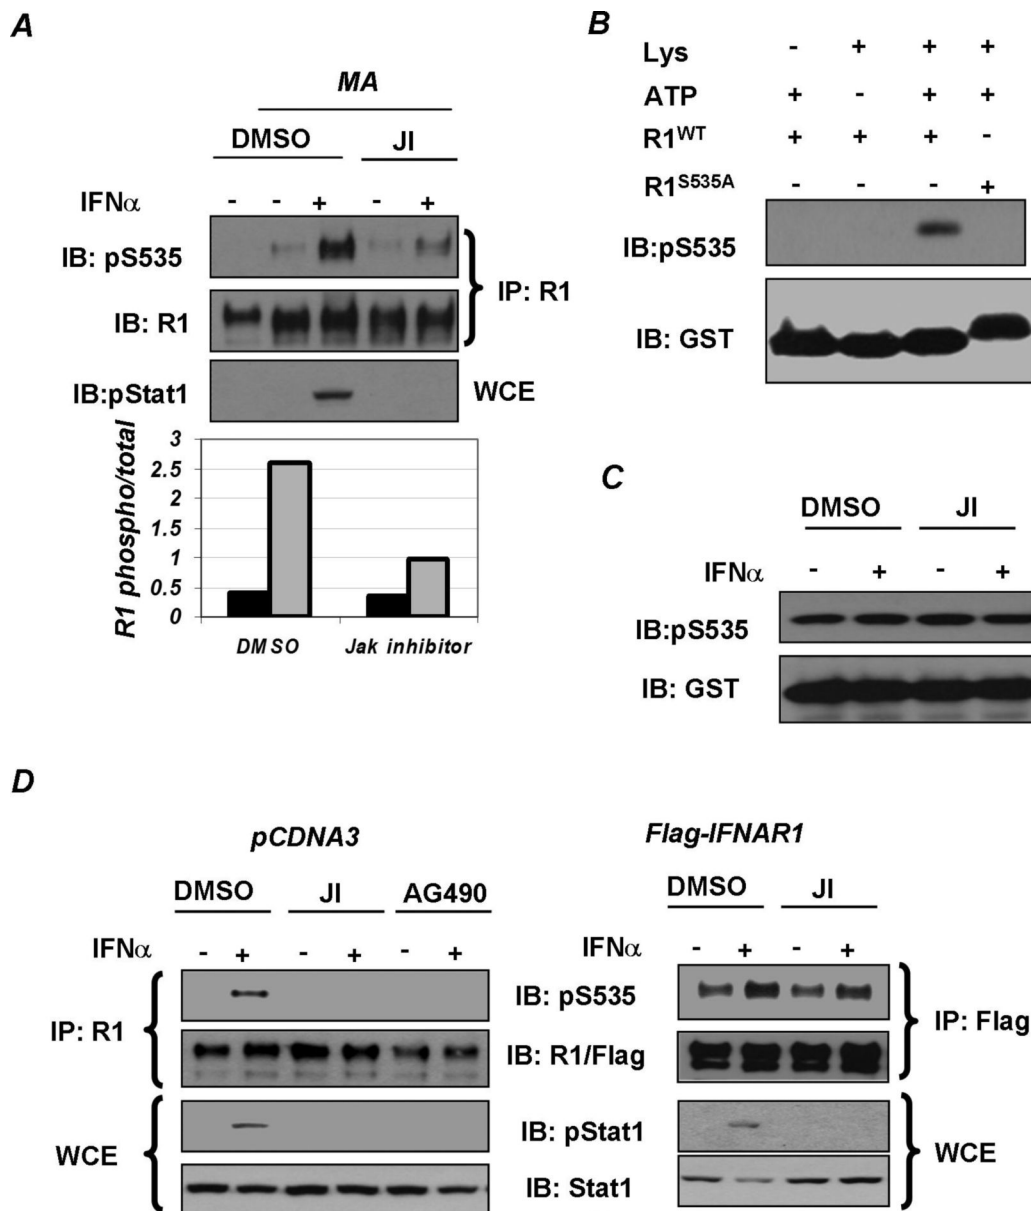 A
MA
DMSO JI
IFNα - - + - +
IB: pS535
IB: R1
IP: R1
IB:pStat1 WCE
R1 phospho/total
3
2.5
2
1.5
1
0.5
0
DMSO Jak inhibitor
B
Lys - + + +
ATP + - + +
R1WT + + + -
R1S535A - - - +
IB:pS535
IB: GST
C
DMSO JI
IFNα - + - +
IB:pS535
IB: GST
D
pCDNA3
DMSO JI AG490
IFNα - + - + - +
IP: R1
WCE
Flag-IFNAR1
DMSO JI
IFNα - + - +
IB: pS535
IB: R1/Flag
IP: Flag
IB: pStat1
IB: Stat1
WCE